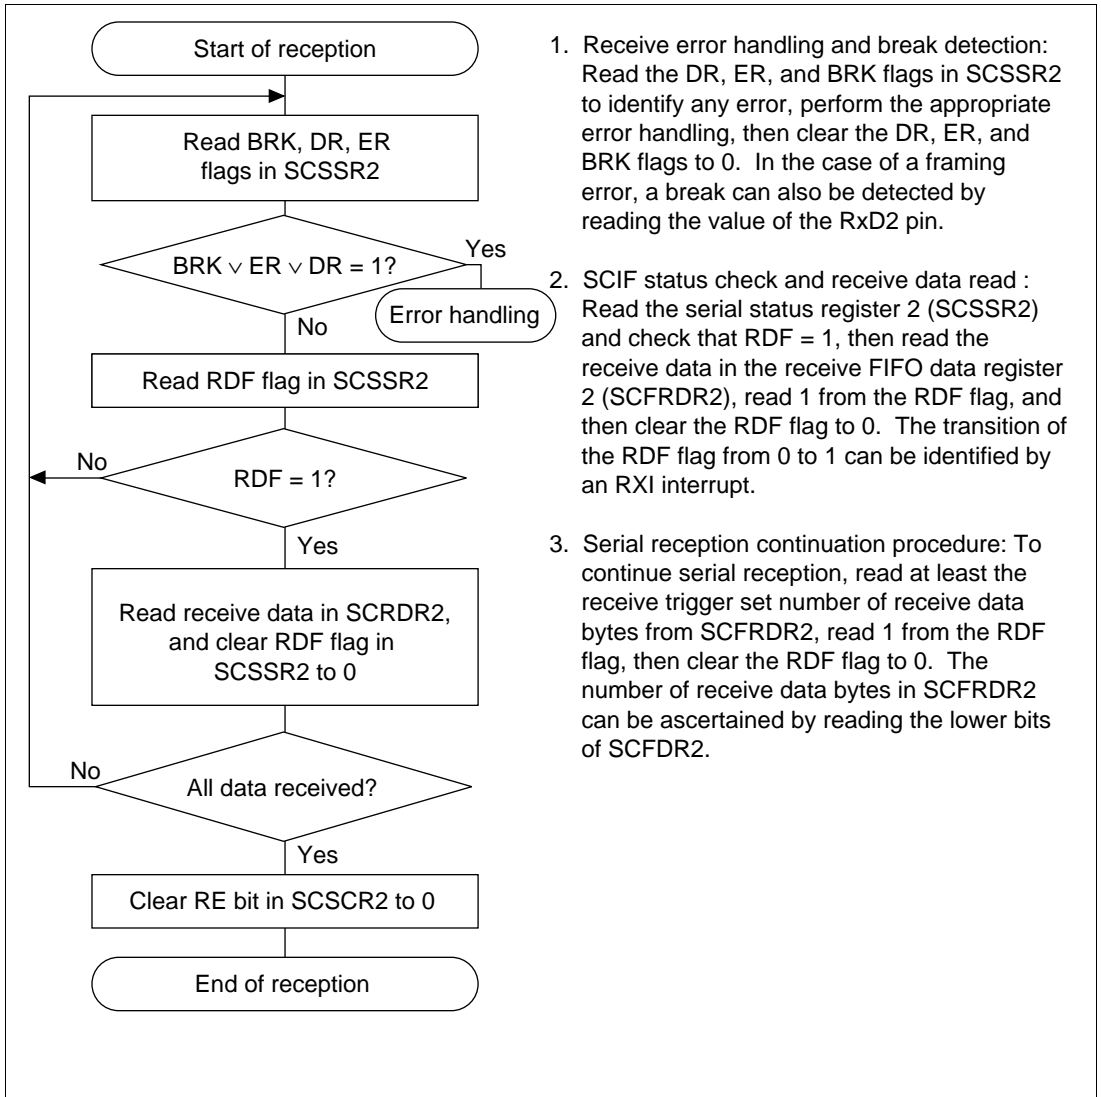 Start of reception
Read BRK, DR, ER
flags in SCSSR2
BRK ∨ ER ∨ DR = 1?
Yes
Error handling
No
Read RDF flag in SCSSR2
No
RDF = 1?
Yes
Read receive data in SCRDR2,
and clear RDF flag in
SCSSR2 to 0
No
All data received?
Yes
Clear RE bit in SCSCR2 to 0
End of reception
1. Receive error handling and break detection:
Read the DR, ER, and BRK flags in SCSSR2
to identify any error, perform the appropriate
error handling, then clear the DR, ER, and
BRK flags to 0. In the case of a framing
error, a break can also be detected by
reading the value of the RxD2 pin.
2. SCIF status check and receive data read :
Read the serial status register 2 (SCSSR2)
and check that RDF = 1, then read the
receive data in the receive FIFO data register
2 (SCFRDR2), read 1 from the RDF flag, and
then clear the RDF flag to 0. The transition of
the RDF flag from 0 to 1 can be identified by
an RXI interrupt.
3. Serial reception continuation procedure: To
continue serial reception, read at least the
receive trigger set number of receive data
bytes from SCFRDR2, read 1 from the RDF
flag, then clear the RDF flag to 0. The
number of receive data bytes in SCFRDR2
can be ascertained by reading the lower bits
of SCFDR2.